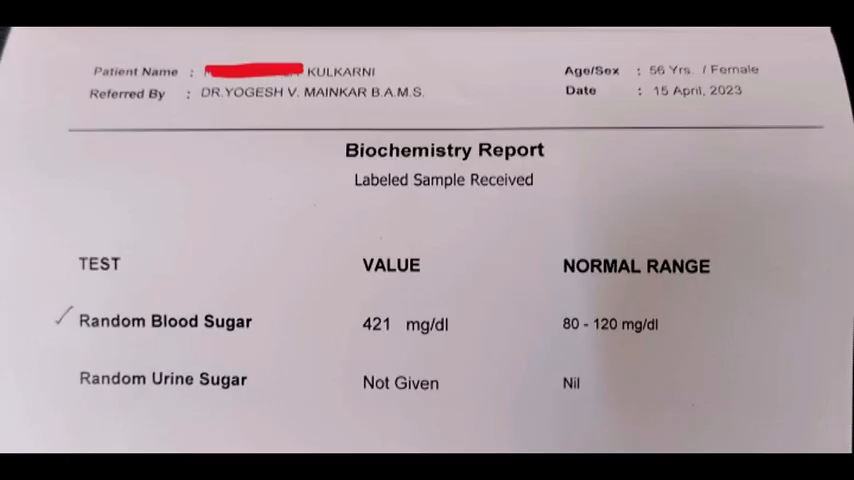 Patient Name : KULKARNI Age/Sex : 56 Yrs. / Female
Referred By : DR.YOGESH V. MAINKAR B.A.M.S. Date : 15 April, 2023
Biochemistry Report
Labeled Sample Received
TEST VALUE NORMAL RANGE
Random Blood Sugar 421 mg/dl 80 - 120 mg/dl
Random Urine Sugar Not Given Nil